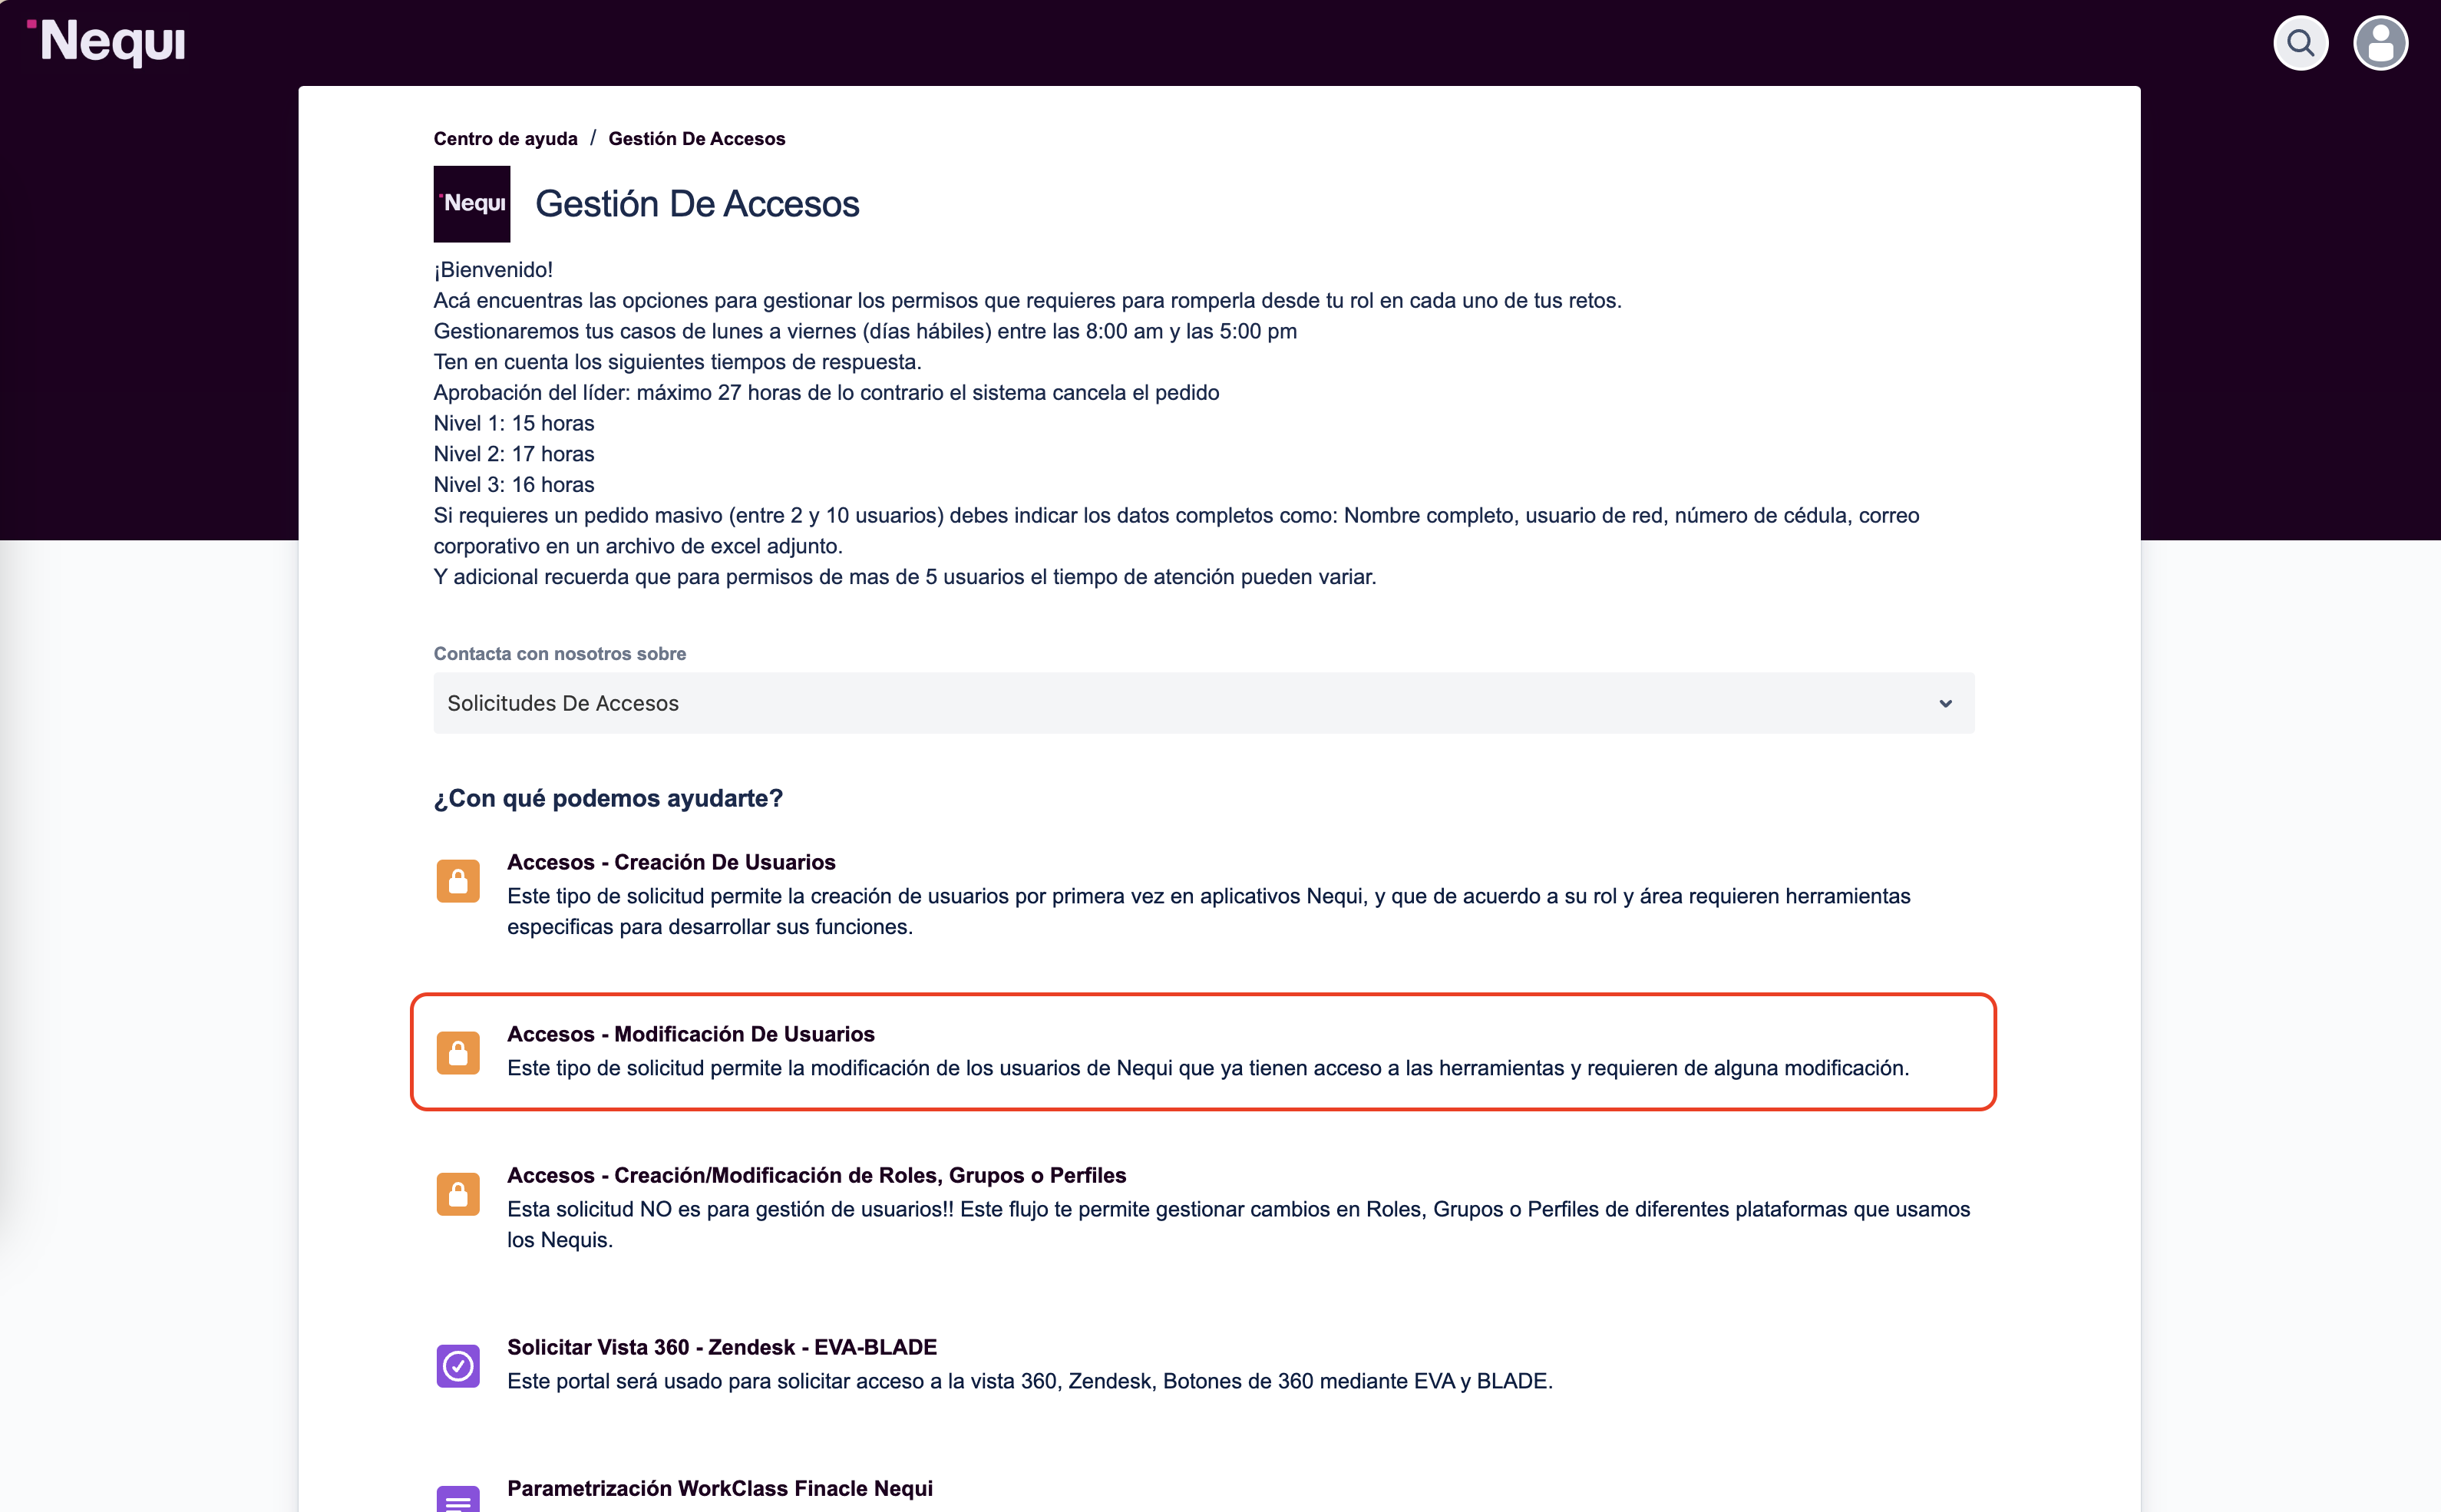 Nequi
Centro de ayuda / Gestión De Accesos
Nequi
Gestión De Accesos
¡Bienvenido!
Acá encuentras las opciones para gestionar los permisos que requieres para romperla desde tu rol en cada uno de tus retos.
Gestionaremos tus casos de lunes a viernes (días hábiles) entre las 8:00 am y las 5:00 pm
Ten en cuenta los siguientes tiempos de respuesta.
Aprobación del líder: máximo 27 horas de lo contrario el sistema cancela el pedido
Nivel 1: 15 horas
Nivel 2: 17 horas
Nivel 3: 16 horas
Si requieres un pedido masivo (entre 2 y 10 usuarios) debes indicar los datos completos como: Nombre completo, usuario de red, número de cédula, correo
corporativo en un archivo de excel adjunto.
Y adicional recuerda que para permisos de mas de 5 usuarios el tiempo de atención pueden variar.
Contacta con nosotros sobre
Solicitudes De Accesos
¿Con qué podemos ayudarte?
Accesos - Creación De Usuarios
Este tipo de solicitud permite la creación de usuarios por primera vez en aplicativos Nequi, y que de acuerdo a su rol y área requieren herramientas
especificas para desarrollar sus funciones.
Accesos - Modificación De Usuarios
Este tipo de solicitud permite la modificación de los usuarios de Nequi que ya tienen acceso a las herramientas y requieren de alguna modificación.
Accesos - Creación/Modificación de Roles, Grupos o Perfiles
Esta solicitud NO es para gestión de usuarios!! Este flujo te permite gestionar cambios en Roles, Grupos o Perfiles de diferentes plataformas que usamos
los Nequis.
Solicitar Vista 360 - Zendesk - EVA-BLADE
Este portal será usado para solicitar acceso a la vista 360, Zendesk, Botones de 360 mediante EVA y BLADE.
Parametrización WorkClass Finacle Nequi